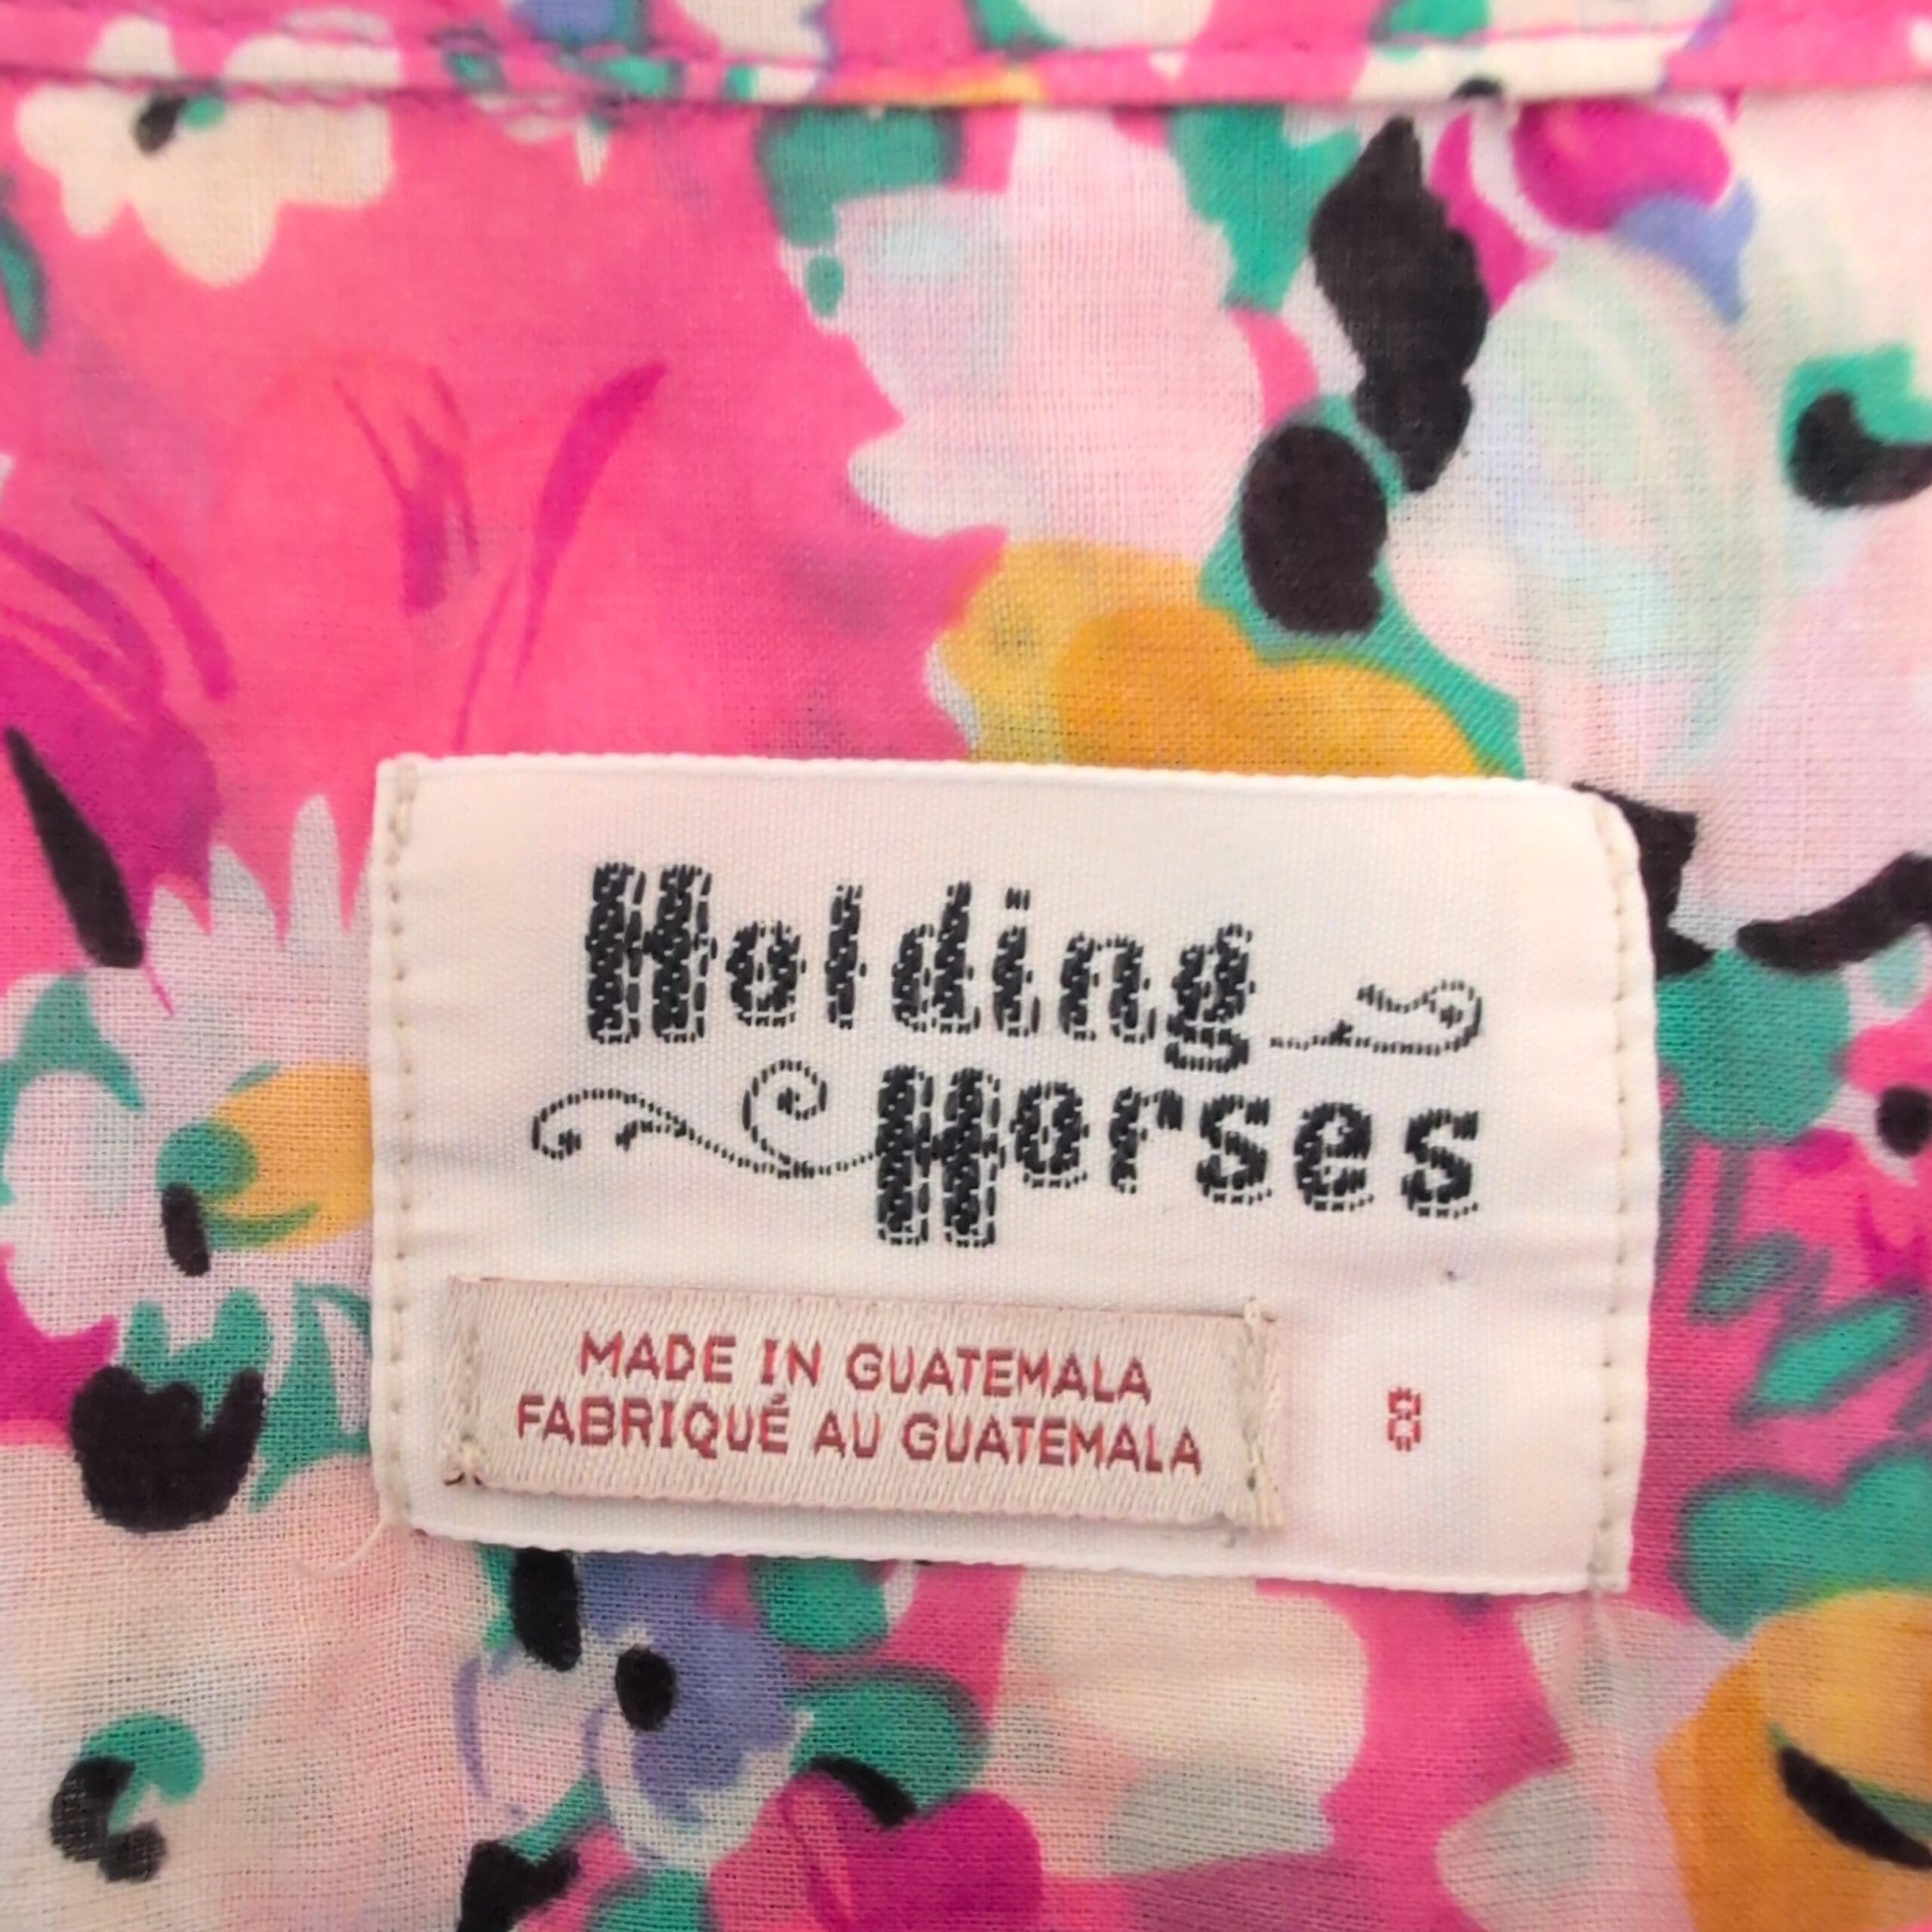 Holding
Horses
MADE IN GUATEMALA
FABRIQUÉ AU GUATEMALA
8